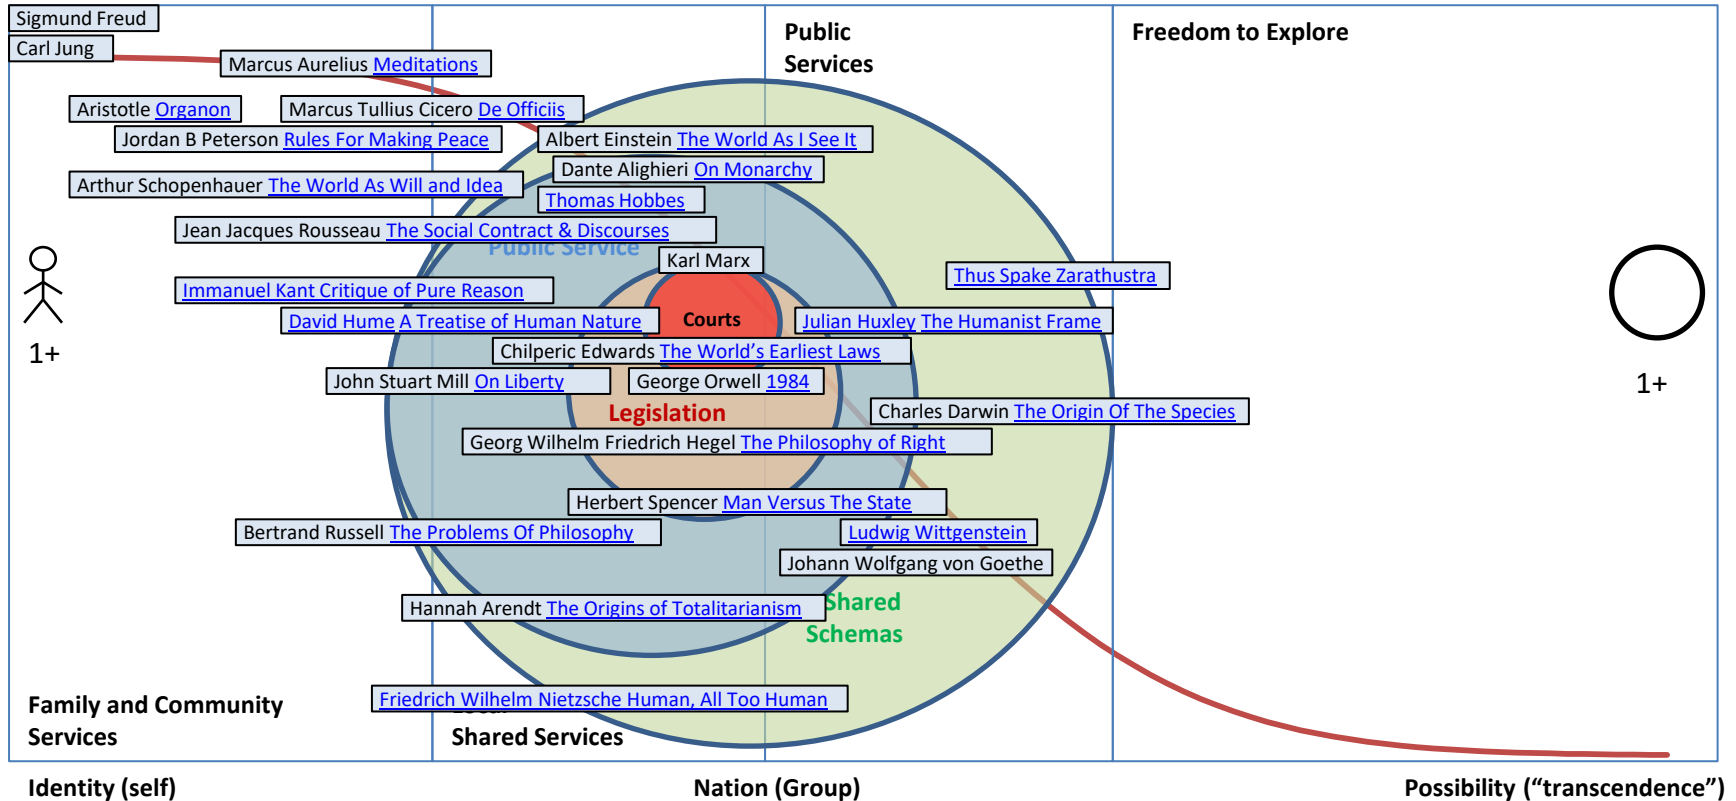 Sigmund Freud
Carl Jung
Public
Services
Freedom to Explore
Marcus Aurelius Meditations
Aristotle Organon
Marcus Tullius Cicero De Officiis
Jordan B Peterson Rules For Making Peace
Albert Einstein The World As I See It
Dante Alighieri On Monarchy
Arthur Schopenhauer The World As Will and Idea
Thomas Hobbes
Jean Jacques Rousseau The Social Contract & Discourses
Public Service
Karl Marx
Thus Spake Zarathustra
Immanuel Kant Critique of Pure Reason
David Hume A Treatise of Human Nature
Courts
Julian Huxley The Humanist Frame
1+
Chilperic Edwards The World's Earliest Laws
John Stuart Mill On Liberty
George Orwell 1984
1+
Legislation
Charles Darwin The Origin Of The Species
Georg Wilhelm Friedrich Hegel The Philosophy of Right
Herbert Spencer Man Versus The State
Bertrand Russell The Problems Of Philosophy
Ludwig Wittgenstein
Johann Wolfgang von Goethe
Hannah Arendt The Origins of Totalitarianism
Shared
Schemas
Friedrich Wilhelm Nietzsche Human, All Too Human
Family and Community
Services
Shared Services
Identity (self)
Nation (Group)
Possibility (“transcendence”)